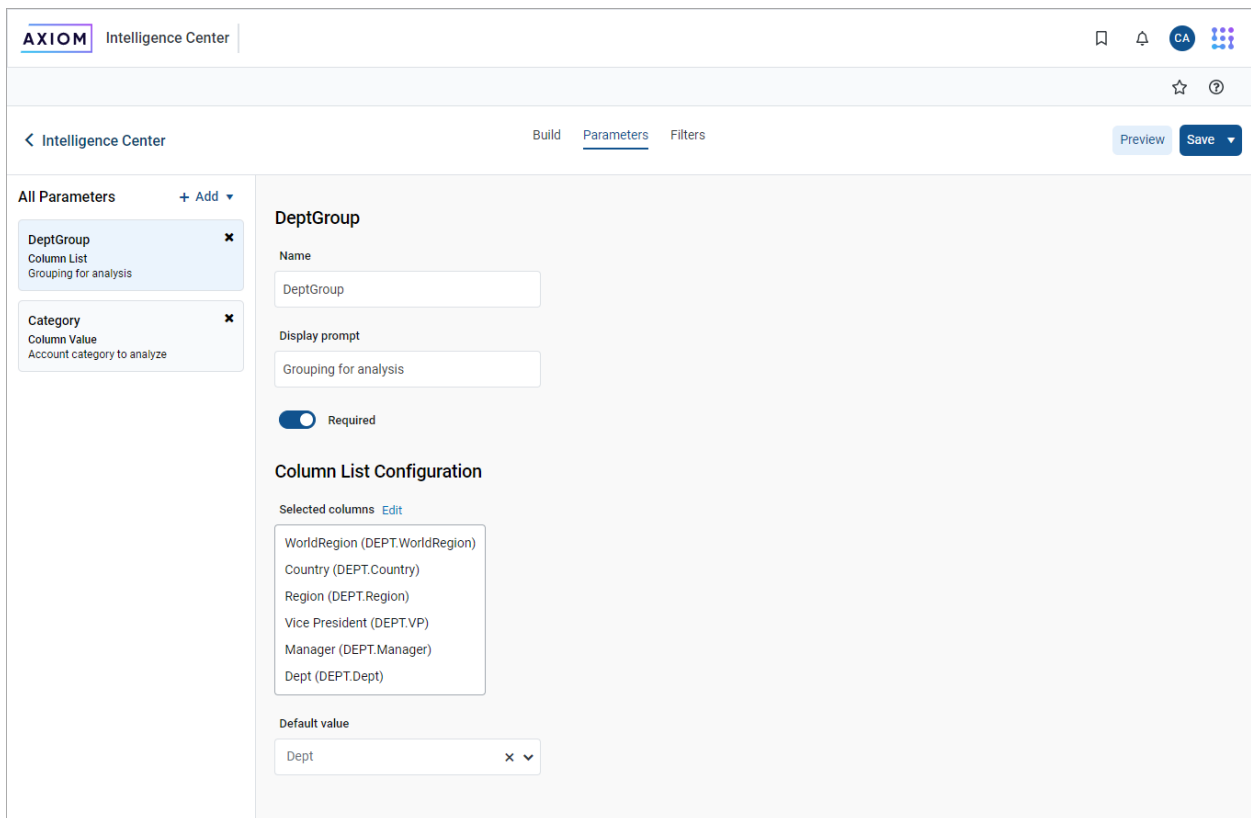 AXIOM Intelligence Center
CA
Intelligence Center
Build Parameters Filters
Preview Save
All Parameters + Add
DeptGroup
Column List
Grouping for analysis
Category
Column Value
Account category to analyze
DeptGroup
Name
DeptGroup
Display prompt
Grouping for analysis
Required
Column List Configuration
Selected columns Edit
WorldRegion (DEPT.WorldRegion)
Country (DEPT.Country)
Region (DEPT.Region)
Vice President (DEPT.VP)
Manager (DEPT.Manager)
Dept (DEPT.Dept)
Default value
Dept